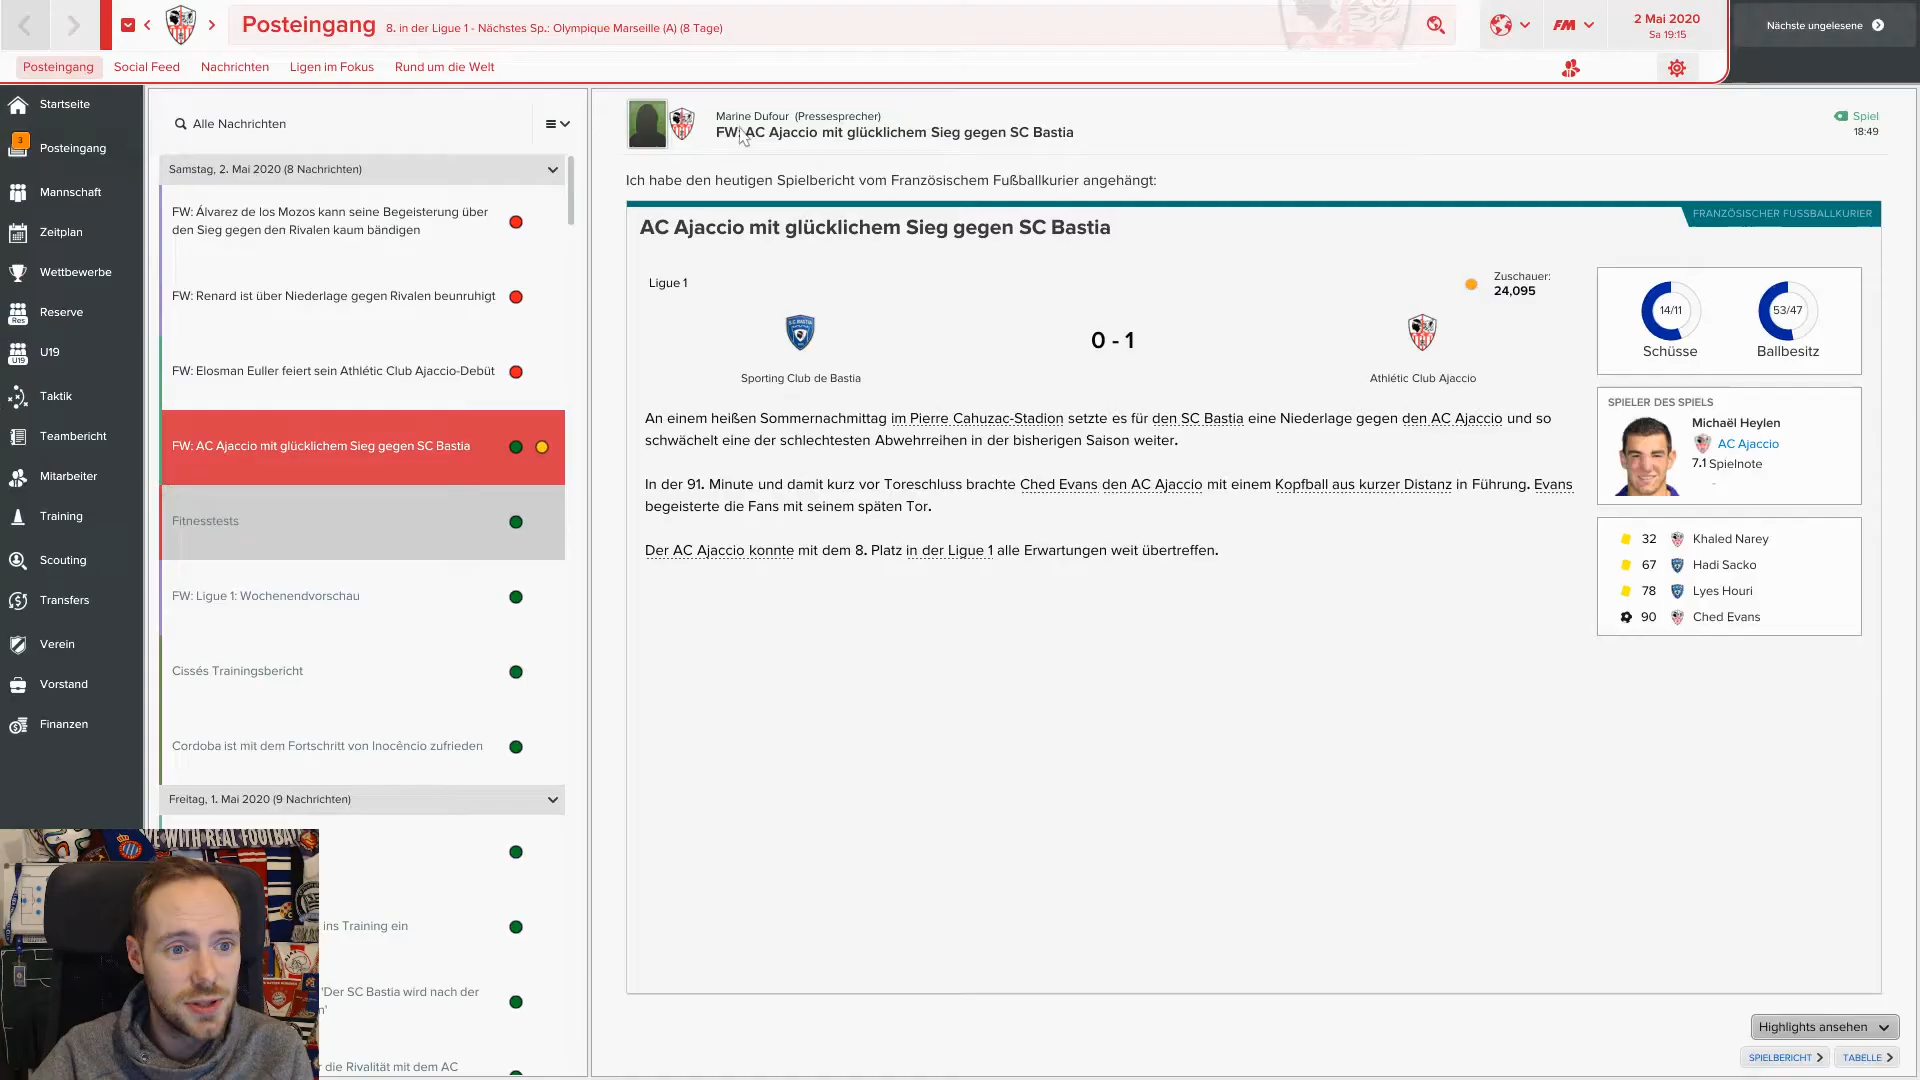 Posteingang
8. in der Ligue 1 - Nächstes Sp.: Olympique Marseille (A) (8 Tage)
FM
2 Mai 2020
Sa 19:15
Nächste ungelesene
Posteingang
Social Feed
Nachrichten
Ligen im Fokus
Rund um die Welt
Startseite
3
Posteingang
Mannschaft
Zeitplan
Wettbewerbe
Res
Reserve
U19
U19
Taktik
Teambericht
Mitarbeiter
Training
Scouting
Transfers
Verein
Vorstand
Finanzen
Alle Nachrichten
Samstag, 2. Mai 2020 (8 Nachrichten)
FW: Álvarez de los Mozos kann seine Begeisterung über
den Sieg gegen den Rivalen kaum bändigen
FW: Renard ist über Niederlage gegen Rivalen beunruhigt
FW: Elosman Euller feiert sein Athlétic Club Ajaccio-Debüt
FW: AC Ajaccio mit glücklichem Sieg gegen SC Bastia
Fitnesstests
FW: Ligue 1: Wochenendvorschau
Cissés Trainingsbericht
Cordoba ist mit dem Fortschritt von Inocêncio zufrieden
Freitag, 1. Mai 2020 (9 Nachrichten)
ins Training ein
'Der SC Bastia wird nach der
n'
die Rivalität mit dem AC
Marine Dufour (Pressesprecher)
FW: AC Ajaccio mit glücklichem Sieg gegen SC Bastia
Spiel
18:49
Ich habe den heutigen Spielbericht vom Französischem Fußballkurier angehängt:
FRANZÖSISCHER FUSSBALLKURIER
AC Ajaccio mit glücklichem Sieg gegen SC Bastia
Ligue 1
Zuschauer:
24,095
0 - 1
Sporting Club de Bastia
Athlétic Club Ajaccio
An einem heißen Sommernachmittag im Pierre Cahuzac-Stadion setzte es für den SC Bastia eine Niederlage gegen den AC Ajaccio und so
schwächelt eine der schlechtesten Abwehrreihen in der bisherigen Saison weiter.
In der 91. Minute und damit kurz vor Toreschluss brachte Ched Evans den AC Ajaccio mit einem Kopfball aus kurzer Distanz in Führung. Evans
begeisterte die Fans mit seinem späten Tor.
Der AC Ajaccio konnte mit dem 8. Platz in der Ligue 1 alle Erwartungen weit übertreffen.
14/11
53/47
Schüsse
Ballbesitz
SPIELER DES SPIELS
Michaël Heylen
AC Ajaccio
7.1 Spielnote
-
32 Khaled Narey
67 Hadi Sacko
78 Lyes Houri
90 Ched Evans
Highlights ansehen
SPIELBERICHT
TABELLE
VE WITH REAL FOOTBALL